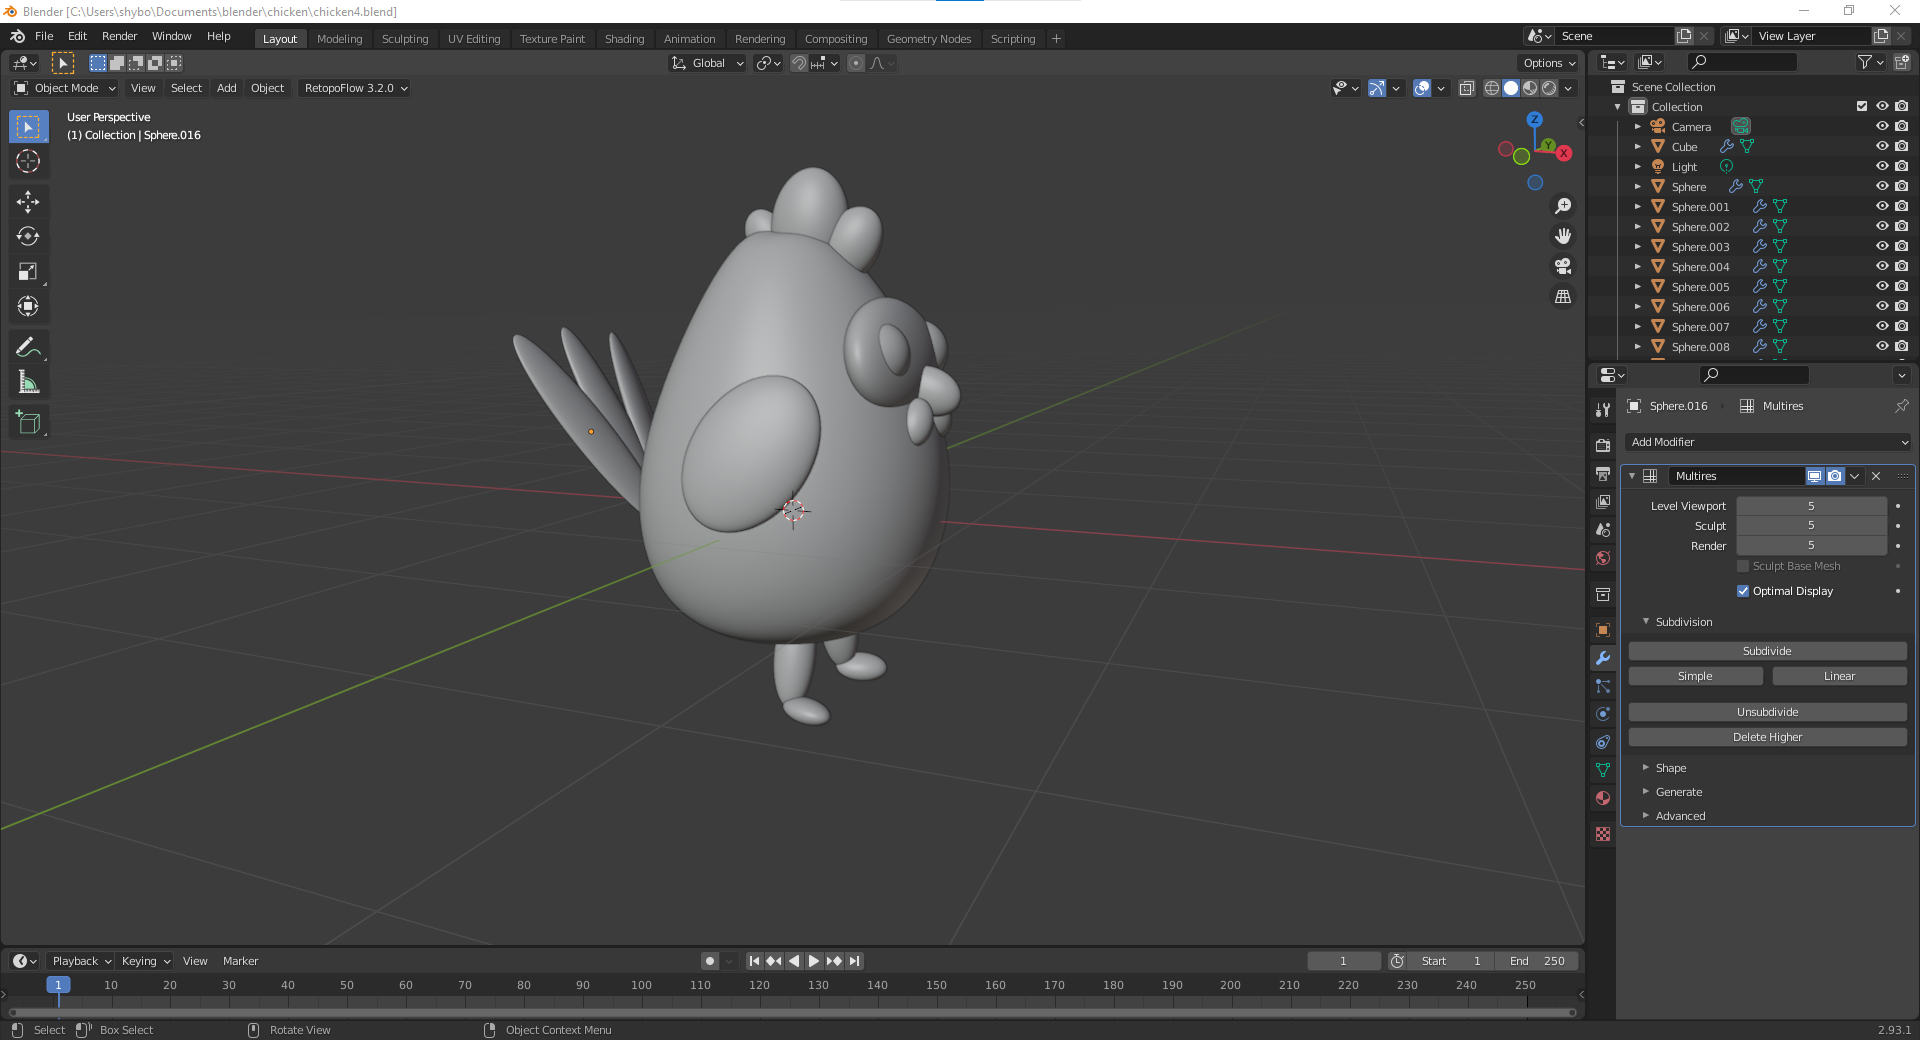 Blender [C:\Users\shybo\Documents\blender\chicken\chicken4.blend]
File Edit Render Window Help
Layout Modeling Sculpting UV Editing Texture Paint Shading Animation Rendering Compositing Geometry Nodes Scripting
Scene
View Layer
Global
Options
Object Mode View Select Add Object RetopoFlow 3.2.0
User Perspective
(1) Collection | Sphere.016
Z
Y
X
Scene Collection
Collection
Camera
Cube
Light
Sphere
Sphere.001
Sphere.002
Sphere.003
Sphere.004
Sphere.005
Sphere.006
Sphere.007
Sphere.008
Sphere.016 Multires
Add Modifier
Multires
Level Viewport 5
Sculpt 5
Render 5
Sculpt Base Mesh
Optimal Display
Subdivision
Subdivide
Simple Linear
Unsubdivide
Delete Higher
Shape
Generate
Advanced
Playback Keying View Marker
1 Start 1 End 250
1 10 20 30 40 50 60 70 80 90 100 110 120 130 140 150 160 170 180 190 200 210 220 230 240 250
Select Box Select Rotate View Object Context Menu
2.93.1